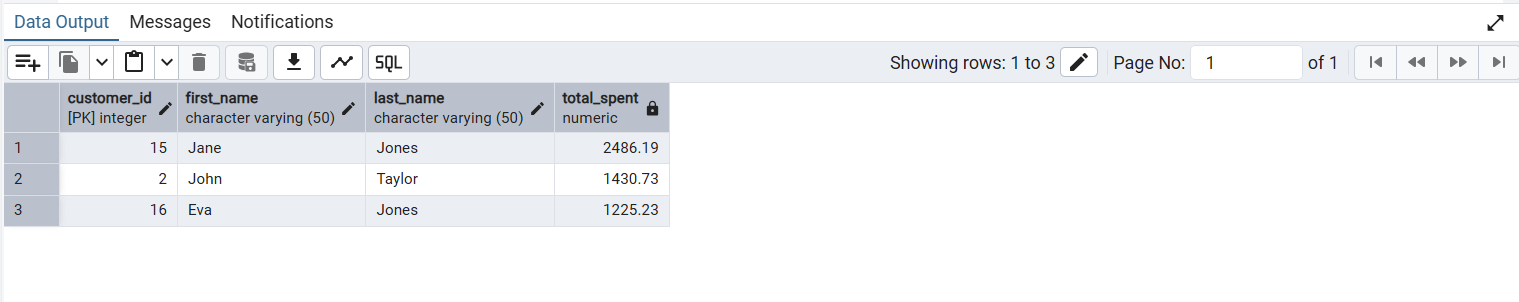 Data Output Messages Notifications
SQL Showing rows: 1 to 3 Page No: 1 of 1
customer_id first_name last_name total_spent
[PK] integer character varying (50) character varying (50) numeric
1 15 Jane Jones 2486.19
2 2 John Taylor 1430.73
3 16 Eva Jones 1225.23